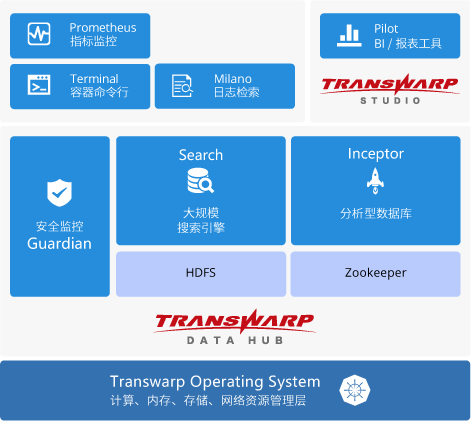 Prometheus
指标监控
Terminal
容器命令行
Milano
日志检索
Pilot
BI / 报表工具
TRANSWARP
STUDIO
安全监控
Guardian
Search
大规模
搜索引擎
Inceptor
分析型数据库
HDFS
Zookeeper
TRANSWARP
DATA HUB
Transwarp Operating System
计算、内存、存储、网络资源管理层